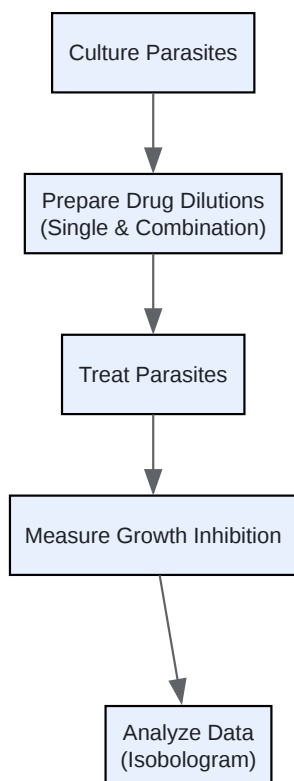 Culture Parasites
Prepare Drug Dilutions
(Single & Combination)
Treat Parasites
Measure Growth Inhibition
Analyze Data
(Isobologram)